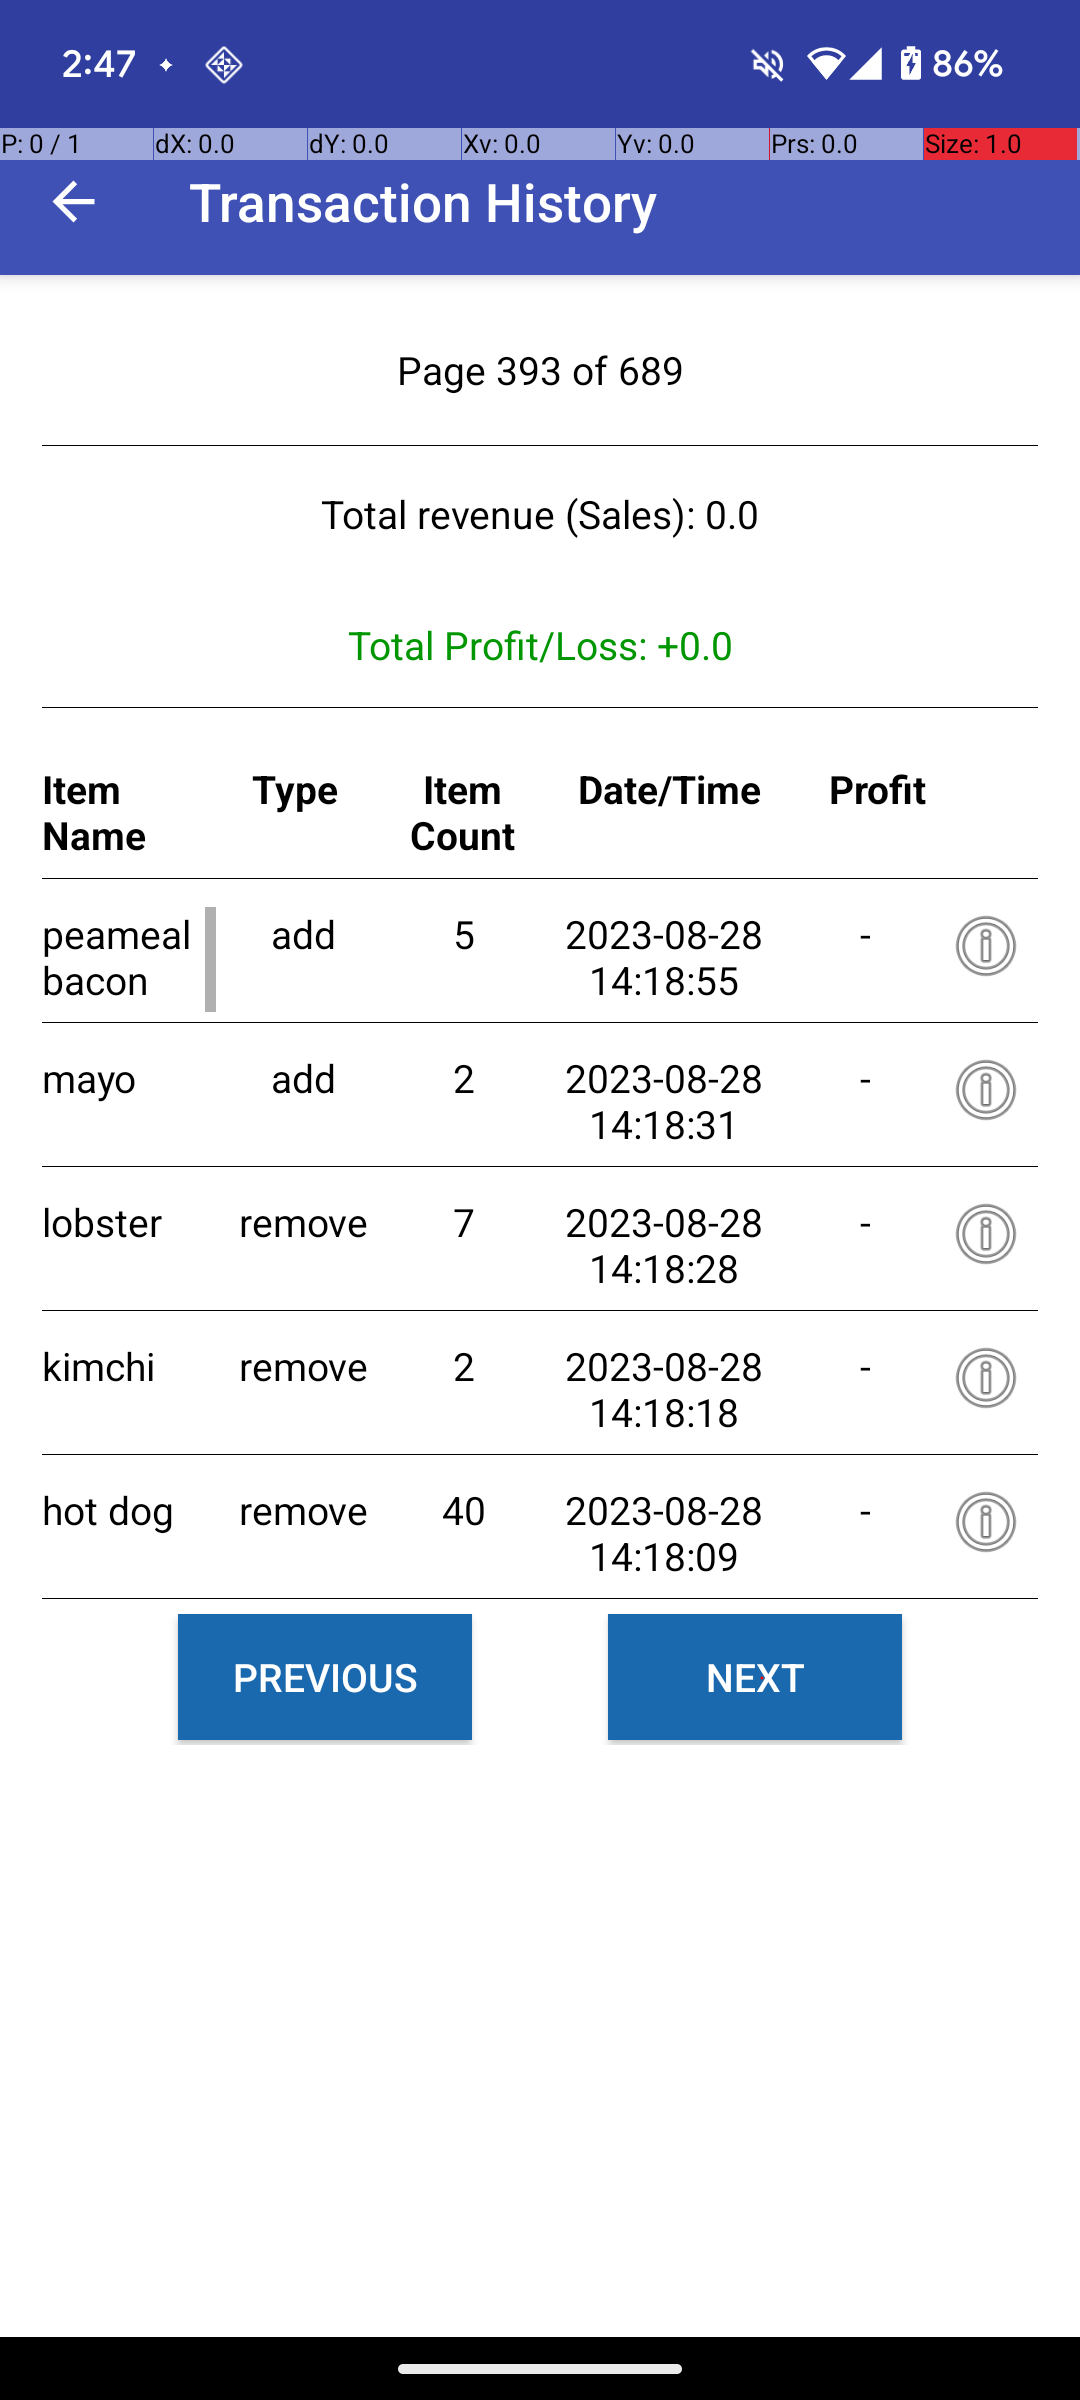 2:47
86%
P: 0 / 1 dX: 0.0 dY: 0.0 Xv: 0.0 Yv: 0.0 Prs: 0.0 Size: 1.0
Transaction History
Page 393 of 689
Total revenue (Sales): 0.0
Total Profit/Loss: +0.0
Item Name Type Item Count Date/Time Profit
peameal bacon add 5 2023-08-28 14:18:55 -
mayo add 2 2023-08-28 14:18:31 -
lobster remove 7 2023-08-28 14:18:28 -
kimchi remove 2 2023-08-28 14:18:18 -
hot dog remove 40 2023-08-28 14:18:09 -
PREVIOUS NEXT